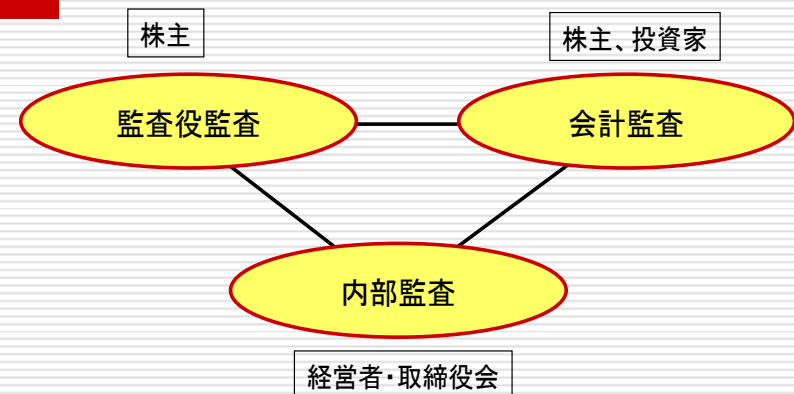 株主
株主、投資家
監査役監査
会計監査
内部監査
経営者・取締役会